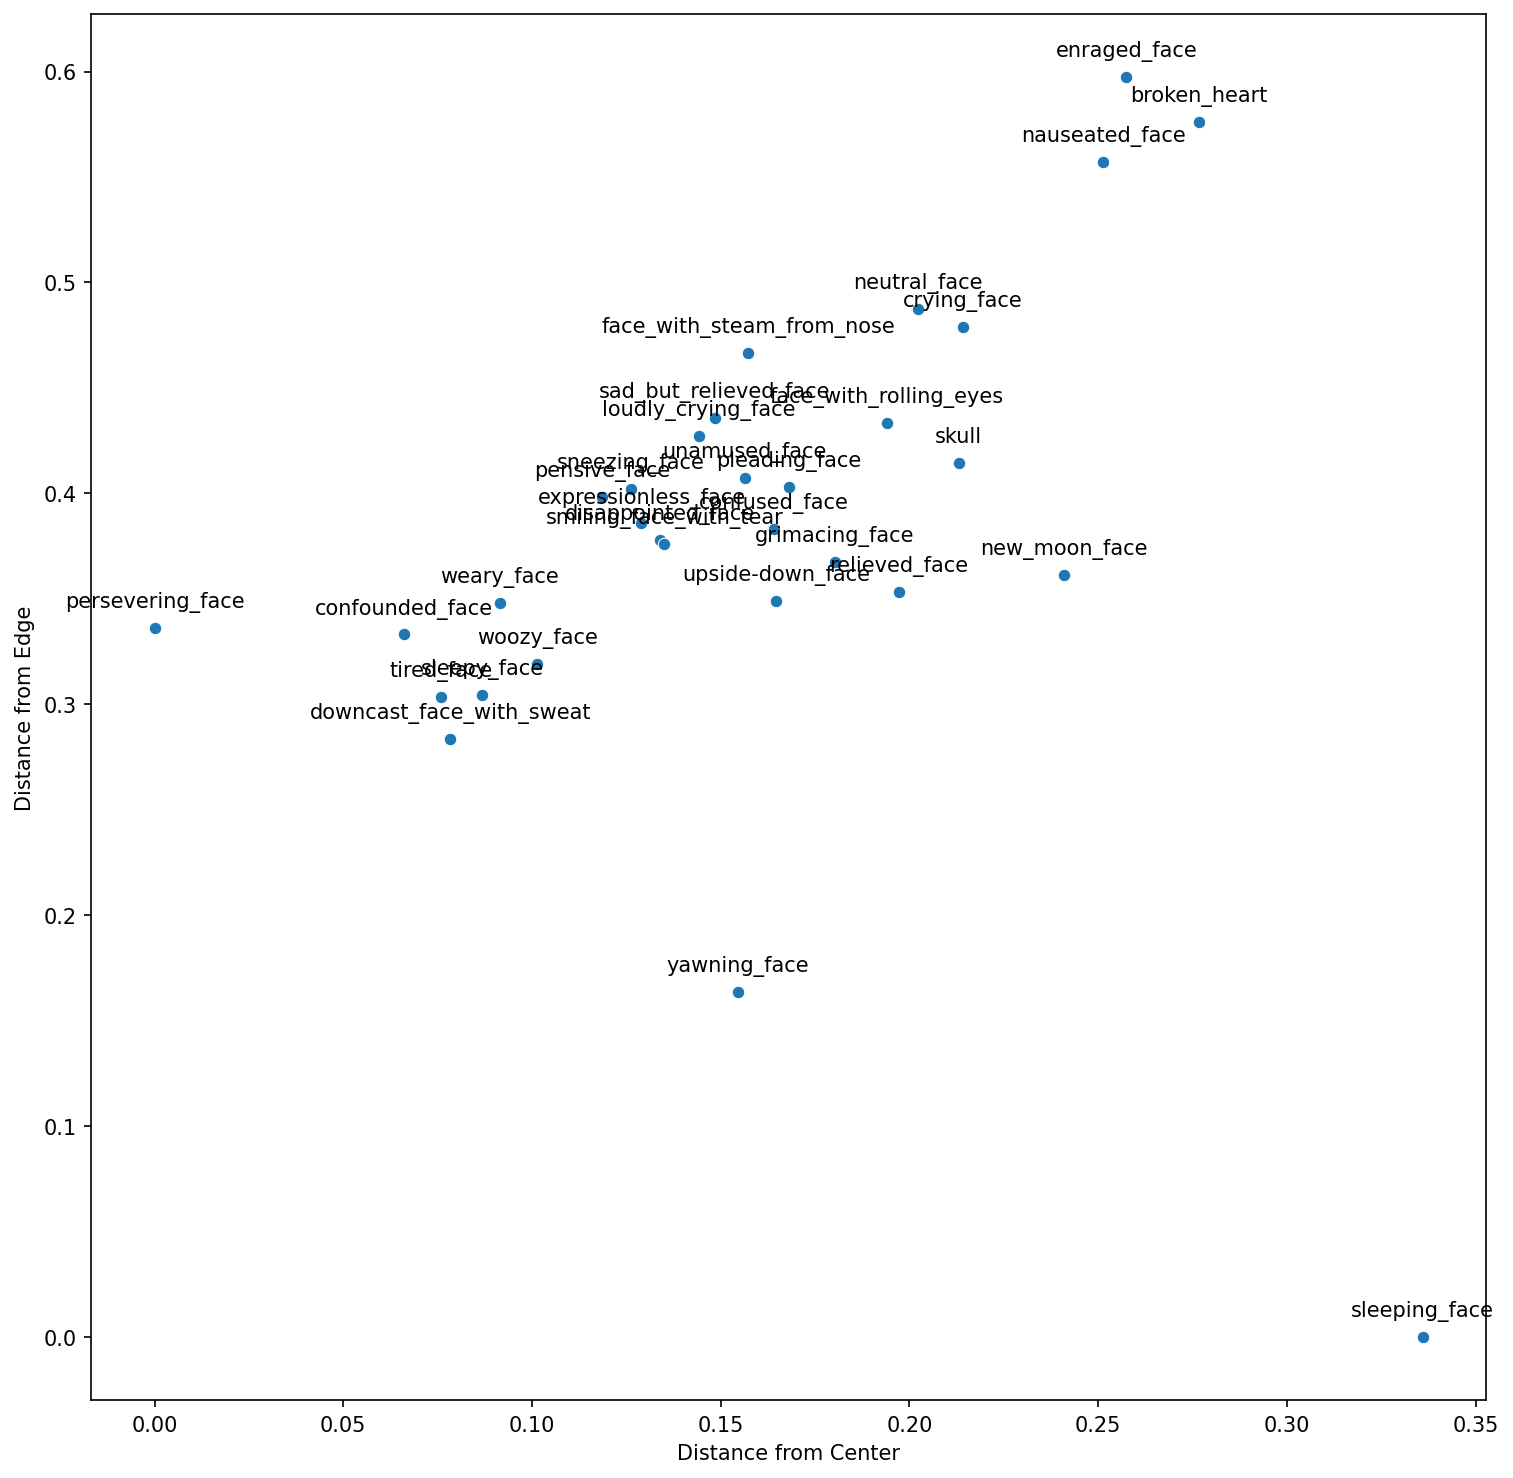 enraged_face
broken_heart
nauseated_face
neutral_face
crying_face
face_with_steam_from_nose
sad_but_relieved_face
face_with_rolling_eyes
loudly_crying_face
skull
unamused_face
pleading_face
sneezing_face
pensive_face
expressionless_face
confused_face
disappointed_face
smiling_face_with_tear
grimacing_face
new_moon_face
relieved_face
upside-down_face
weary_face
persevering_face
confounded_face
woozy_face
sleepy_face
tired_face
downcast_face_with_sweat
yawning_face
sleeping_face
0.6
0.5
0.4
0.3
0.2
0.1
0.0
Distance from Edge
0.00 0.05 0.10 0.15 0.20 0.25 0.30 0.35
Distance from Center